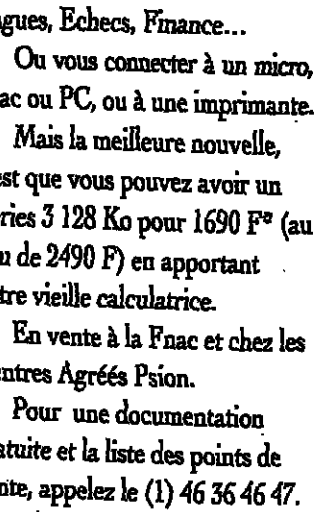 gues, Echecs, Finance...
Ou vous connecter à un micro,
ac ou PC, ou à une imprimante.
Mais la meilleure nouvelle,
est que vous pouvez avoir un
ries 3 128 Ko pour 1690 F* (au
u de 2490 F) en apportant
tre vieille calculatrice.
En vente à la Fnac et chez les
entres Agréés Psion.
Pour une documentation
atuite et la liste des points de
nte, appelez le (1) 46 36 46 47.